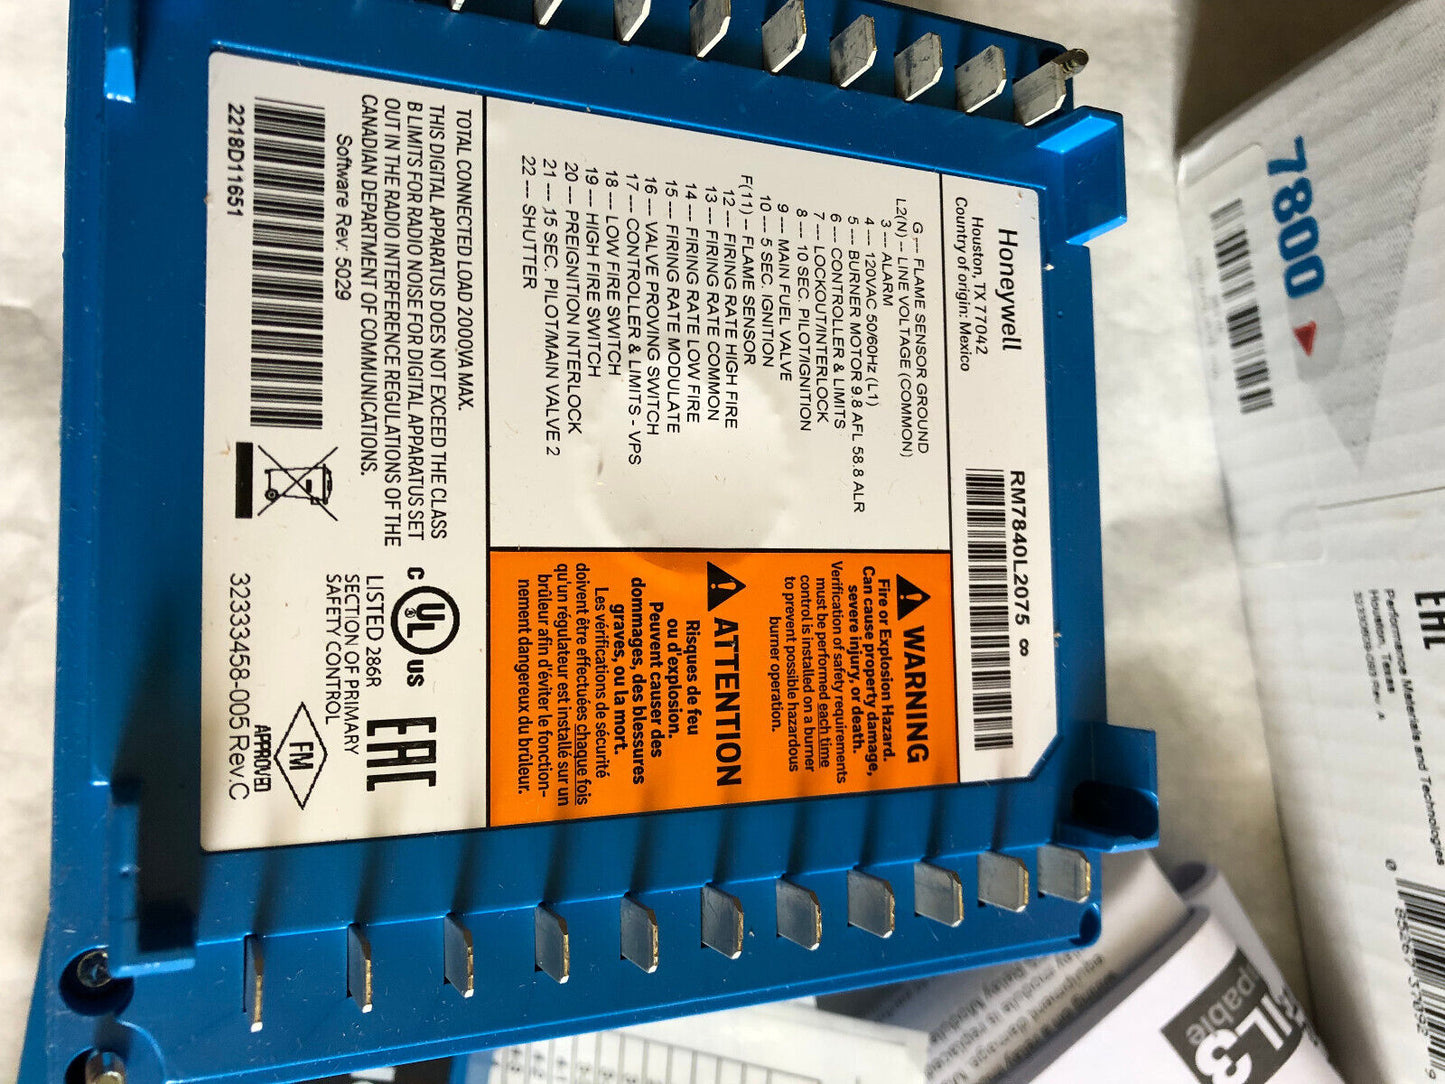 Honeywell
Houston, TX 77042
Country of origin: Mexico
RM7840L2075 8
G --- FLAME SENSOR GROUND
L2(N) -- LINE VOLTAGE (COMMON)
3 --- ALARM
4 --- 120VAC 50/60Hz (L1)
5 --- BURNER MOTOR 9.8 AFL 58.8 ALR
6 --- CONTROLLER & LIMITS
7 --- LOCKOUT/INTERLOCK
8 --- 10 SEC. PILOT/IGNITION
9 --- MAIN FUEL VALVE
10 --- 5 SEC. IGNITION
F(11) --- FLAME SENSOR
12 --- FIRING RATE HIGH FIRE
13 --- FIRING RATE COMMON
14 --- FIRING RATE LOW FIRE
15 --- FIRING RATE MODULATE
16 --- VALVE PROVING SWITCH
17 --- CONTROLLER & LIMITS - VPS
18 --- LOW FIRE SWITCH
19 --- HIGH FIRE SWITCH
20 --- PREIGNITION INTERLOCK
21 --- 15 SEC. PILOT/MAIN VALVE 2
22 --- SHUTTER
WARNING
Fire or Explosion Hazard.
Can cause property damage,
severe injury, or death.
Verification of safety requirements
must be performed each time
control is installed on a burner
to prevent possible hazardous
burner operation.
ATTENTION
Risques de feu
ou d'explosion.
Peuvent causer des
dommages, des blessures
graves, ou la mort.
Les vérifications de sécurité
doivent être effectuées chaque fois
qu'un régulateur est installé sur un
brûleur afin d'éviter le fonction-
nement dangereux du brûleur.
TOTAL CONNECTED LOAD 2000VA MAX.
THIS DIGITAL APPARATUS DOES NOT EXCEED THE CLASS
B LIMITS FOR RADIO NOISE FOR DIGITAL APPARATUS SET
OUT IN THE RADIO INTERFERENCE REGULATIONS OF THE
CANADIAN DEPARTMENT OF COMMUNICATIONS.
Software Rev: 5029
2218D11651
C UL ® US
LISTED 286R
SECTION OF PRIMARY
SAFETY CONTROL
EAC
FM
APPROVED
32333458-005 Rev.C
7800
EAC
Performance Materials and Technologies
Houston, Texas